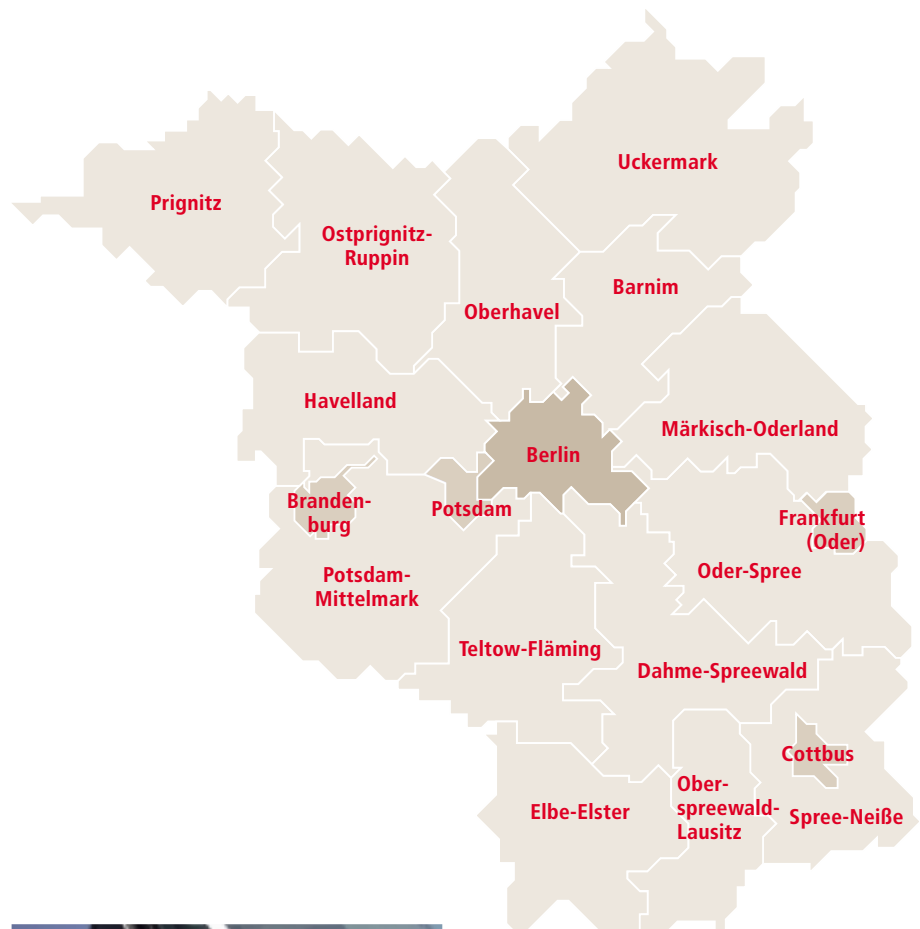 Uckermark
Prignitz
Ostprignitz-
Ruppin
Barnim
Oberhavel
Havelland
Märkisch-Oderland
Berlin
Branden-
burg
Potsdam
Frankfurt
(Oder)
Potsdam-
Mittelmark
Oder-Spree
Teltow-Fläming
Dahme-Spreewald
Cottbus
Elbe-Elster
Ober-
spreewald-
Lausitz
Spree-Neiße